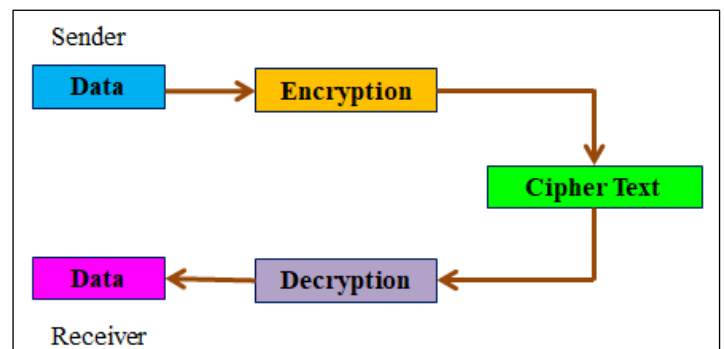 Sender
Data
Encryption
Cipher Text
Data
Decryption
Receiver